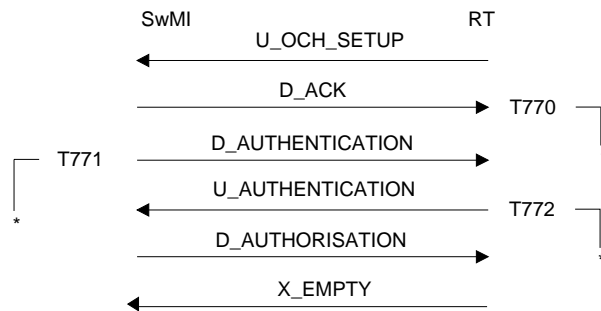 SwMI RT
U_OCH_SETUP
D_ACK
T770
D_AUTHENTICATION
T771
U_AUTHENTICATION
T772
*
D_AUTHORISATION
*
X_EMPTY